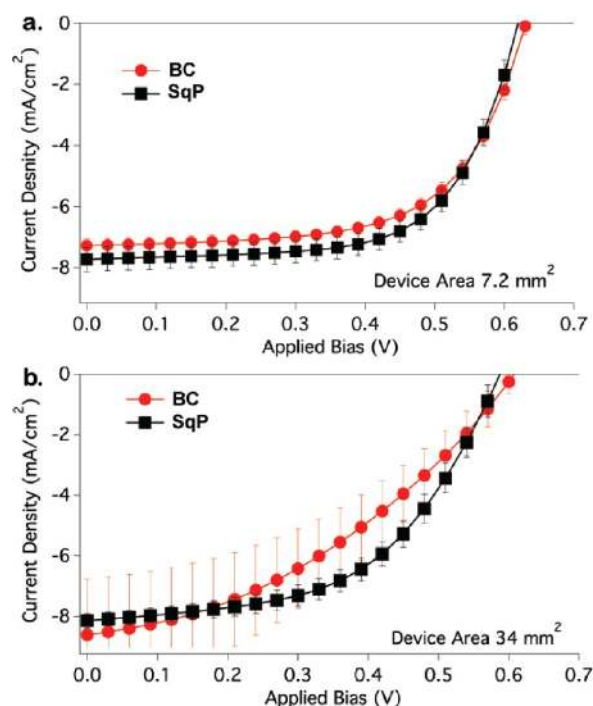 a.
0
BC
SqP
-2
-4
-6
-8
Current Desnity (mA/cm²)
Device Area 7.2 mm²
0.0 0.1 0.2 0.3 0.4 0.5 0.6 0.7
Applied Bias (V)
b.
0
BC
SqP
-2
-4
-6
-8
Current Density (mA/cm²)
Device Area 34 mm²
0.0 0.1 0.2 0.3 0.4 0.5 0.6 0.7
Applied Bias (V)